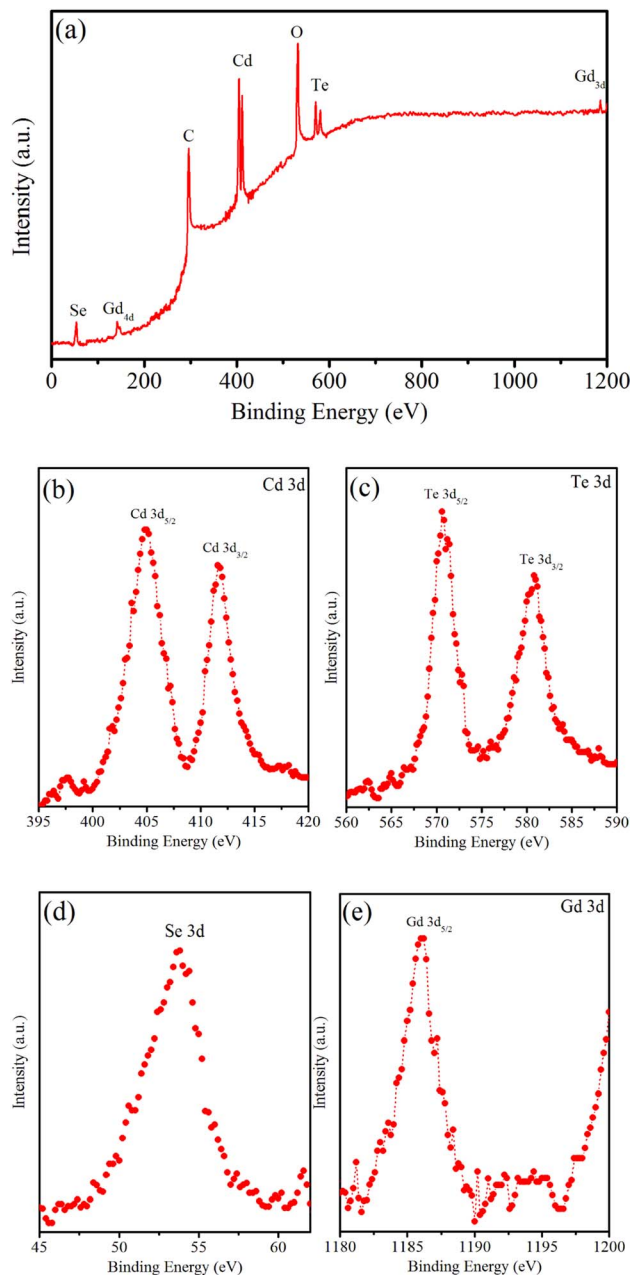 (a)
O
Cd
Te
Gd3d
C
Se
Gd4d
Intensity (a.u.)
0 200 400 600 800 1000 1200
Binding Energy (eV)
(b)
Cd 3d
Cd 3d5/2
Cd 3d3/2
Intensity (a.u.)
395 400 405 410 415 420
Binding Energy (eV)
(c)
Te 3d
Te 3d5/2
Te 3d3/2
Intensity (a.u.)
560 565 570 575 580 585 590
Binding Energy (eV)
(d)
Se 3d
Intensity (a.u.)
45 50 55 60
Binding Energy (eV)
(e)
Gd 3d
Gd 3d5/2
Intensity (a.u.)
1180 1185 1190 1195 1200
Binding Energy (eV)